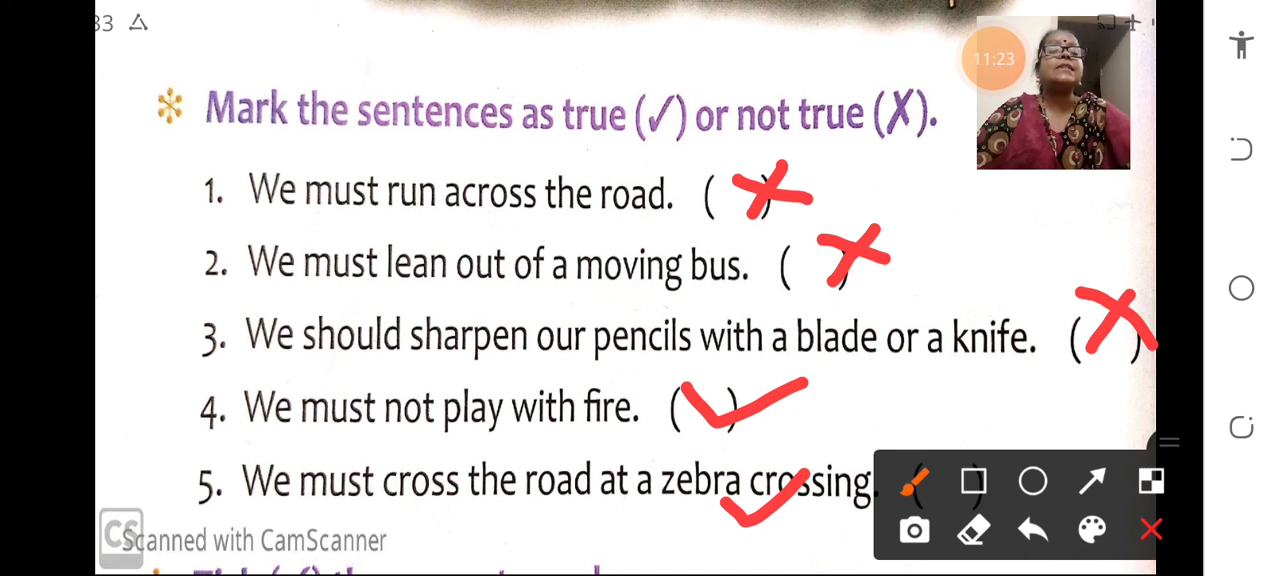 33
11:23
Mark the sentences as true (✓) or not true (✗).
1. We must run across the road. ( ✗ )
2. We must lean out of a moving bus. ( ✗ )
3. We should sharpen our pencils with a blade or a knife. ( ✗ )
4. We must not play with fire. ( ✓ )
5. We must cross the road at a zebra crossing. ( )
✓
CS Scanned with CamScanner